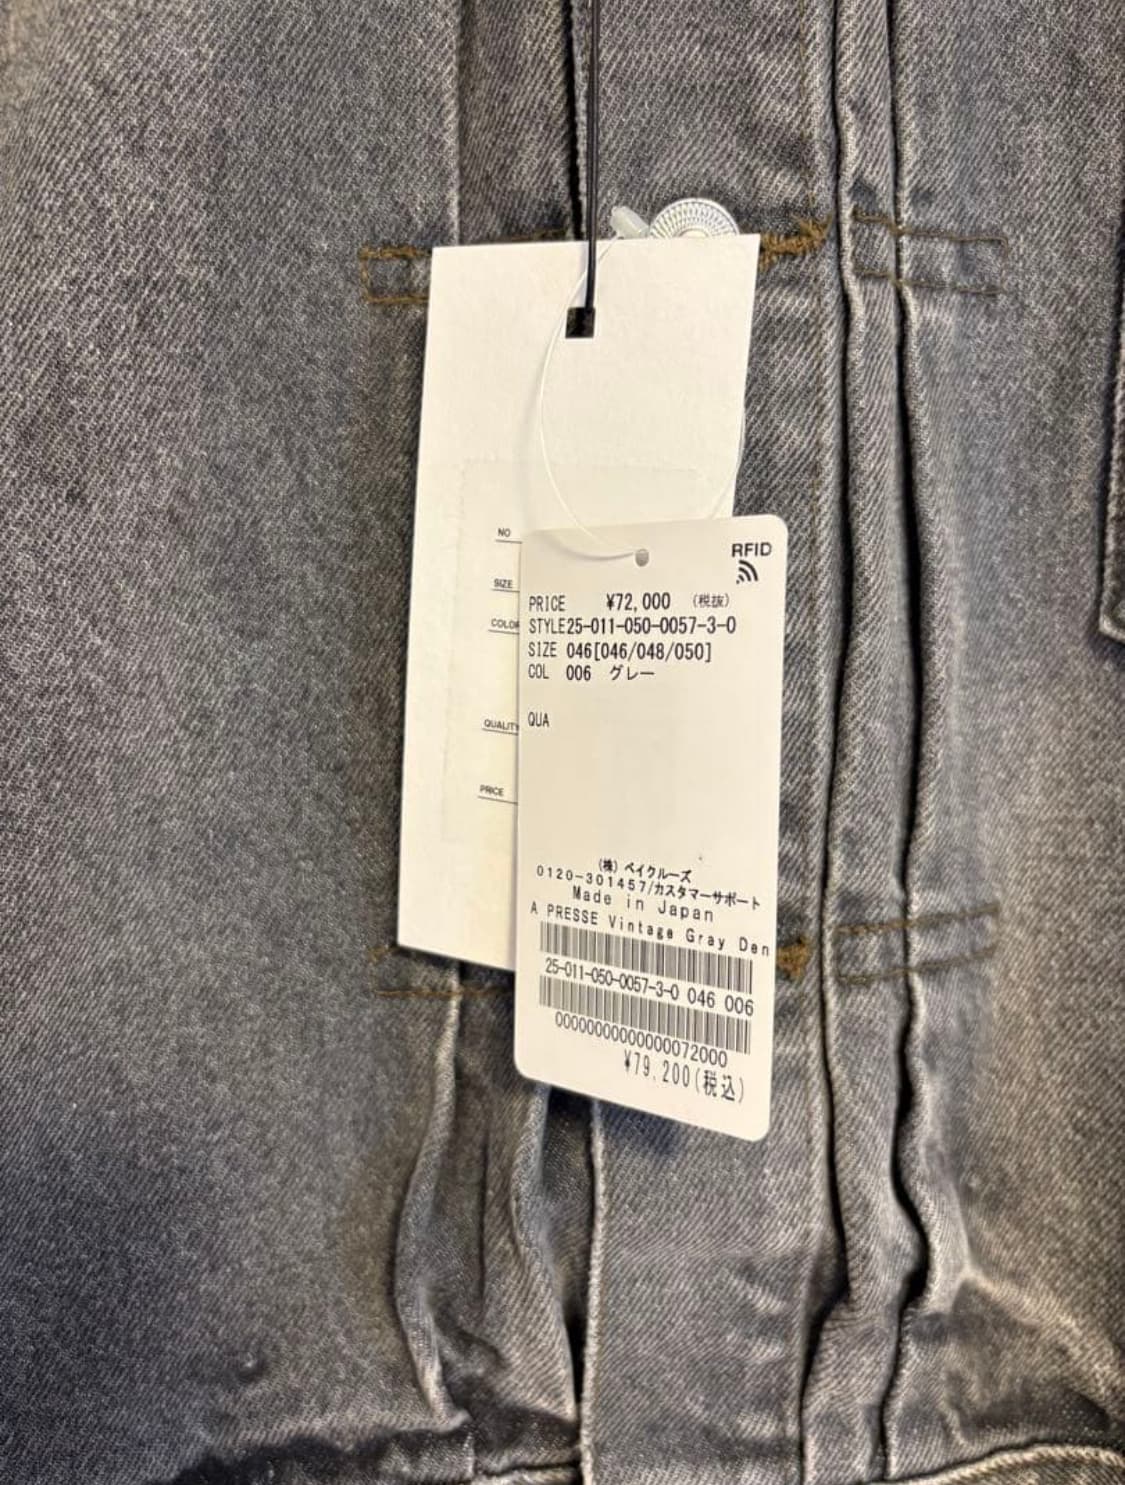 NO
SIZE
COLOR
QUALITY
PRICE
RFID
PRICE ¥72,000 (税抜)
STYLE25-011-050-0057-3-0
SIZE 046[046/048/050]
COL 006 グレー
QUA
(株) ベイクルーズ
0120-301457/カスタマーサポート
Made in Japan
A PRESSE Vintage Gray Den
25-011-050-0057-3-0 046 006
0000000000000072000
¥79,200(税込)